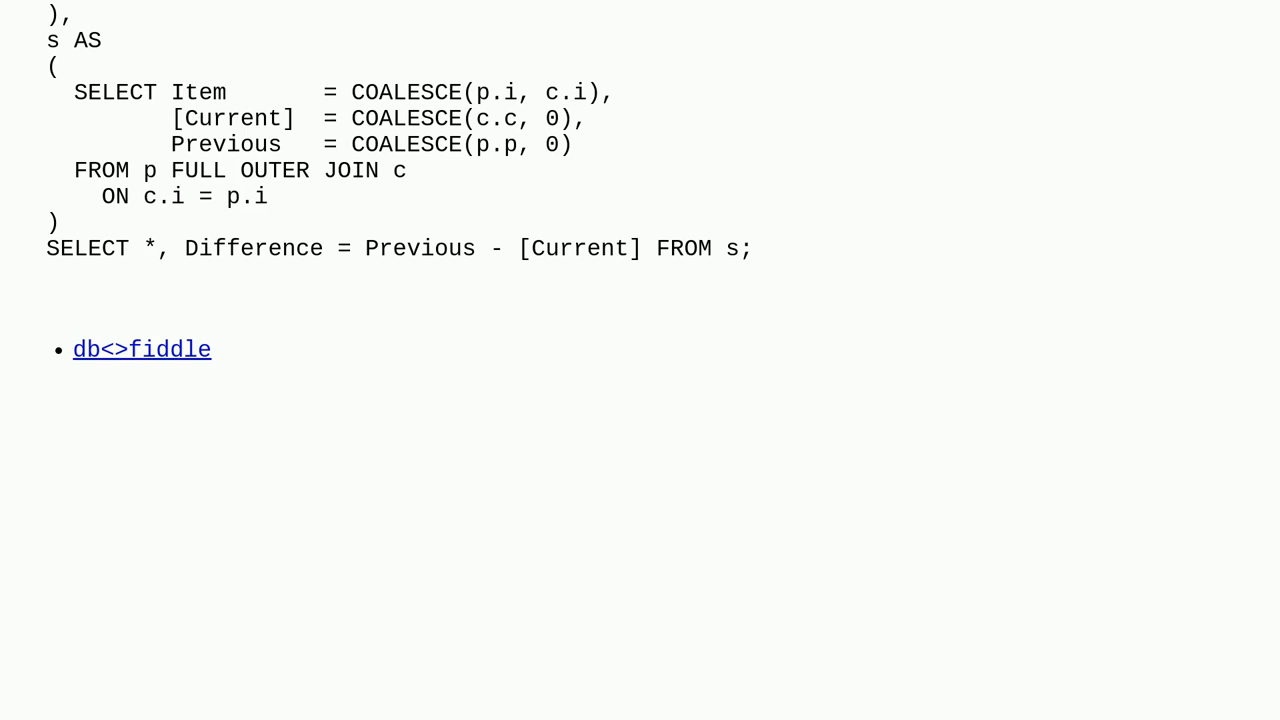 ),
s AS
(
  SELECT Item       = COALESCE(p.i, c.i),
         [Current]  = COALESCE(c.c, 0),
         Previous   = COALESCE(p.p, 0)
  FROM p FULL OUTER JOIN c
    ON c.i = p.i
)
SELECT *, Difference = Previous - [Current] FROM s;
• db<>fiddle